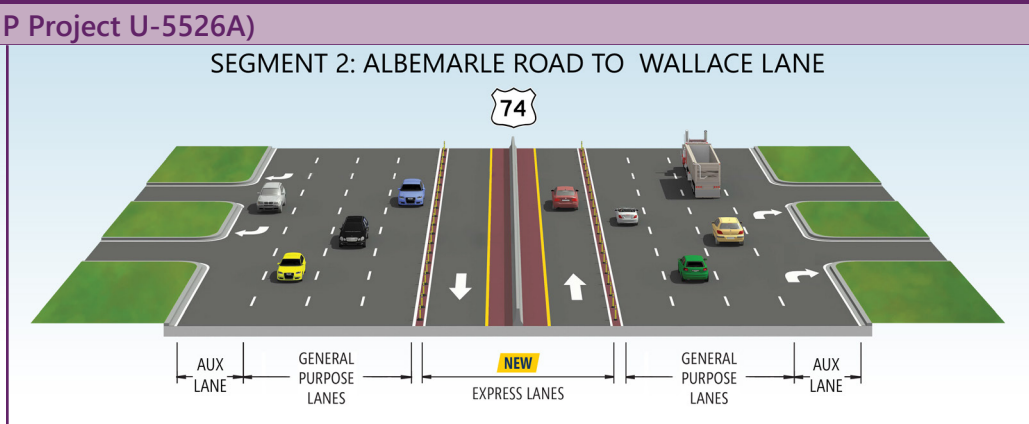 P Project U-5526A)
SEGMENT 2: ALBEMARLE ROAD TO WALLACE LANE
74
AUX
LANE
GENERAL
PURPOSE
LANES
NEW
EXPRESS LANES
GENERAL
PURPOSE
LANES
AUX
LANE